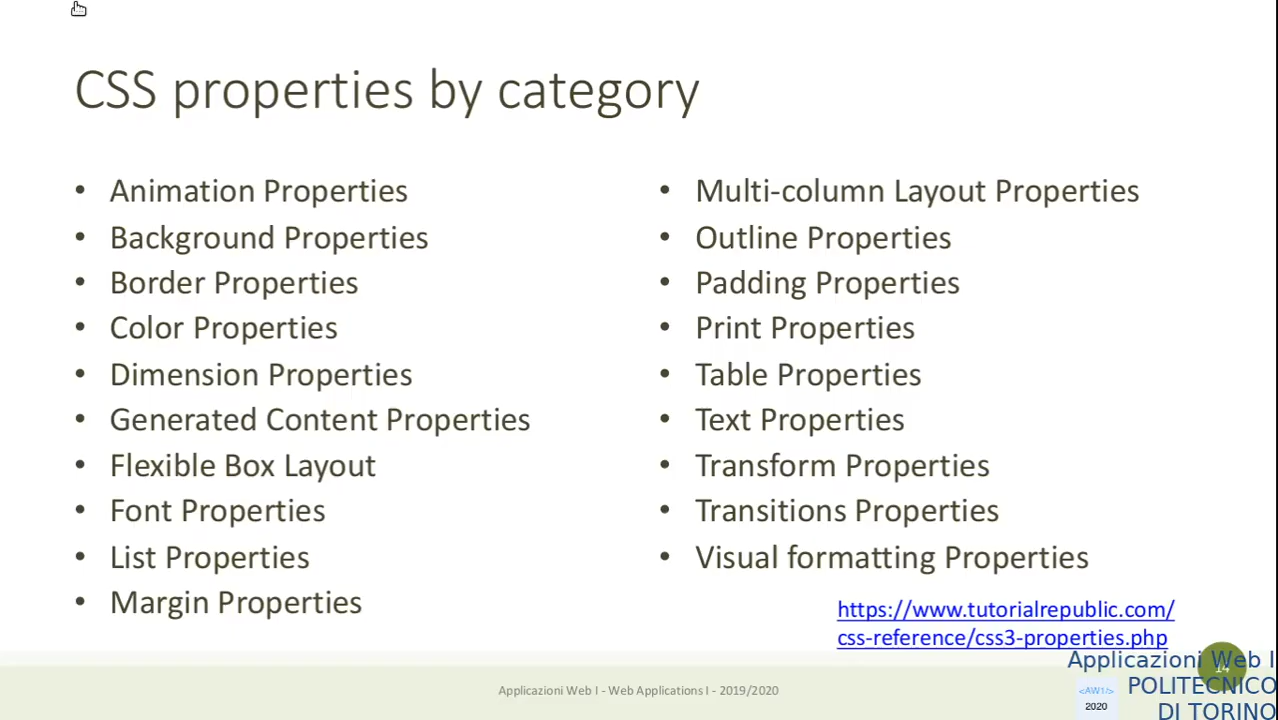 CSS properties by category
• Animation Properties
• Background Properties
• Border Properties
• Color Properties
• Dimension Properties
• Generated Content Properties
• Flexible Box Layout
• Font Properties
• List Properties
• Margin Properties
• Multi-column Layout Properties
• Outline Properties
• Padding Properties
• Print Properties
• Table Properties
• Text Properties
• Transform Properties
• Transitions Properties
• Visual formatting Properties
https://www.tutorialrepublic.com/
css-reference/css3-properties.php
Applicazioni Web I - Web Applications I - 2019/2020
14
Applicazioni Web I
POLITECNICO
DI TORINO
<AW1/>
2020